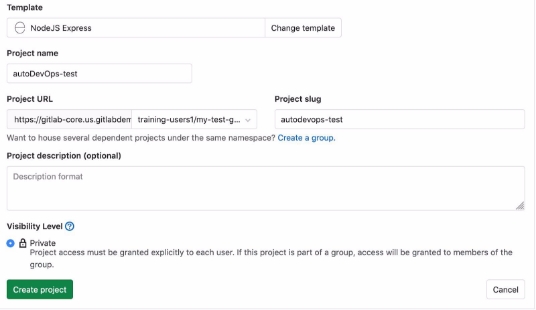 Template
NodeJS Express
Change template
Project name
autoDevOps-test
Project URL
Project slug
https://gitlab-core.us.gitlabdem
training-users1/my-test-g...
autodevops-test
Want to house several dependent projects under the same namespace? Create a group.
Project description (optional)
Description format
Visibility Level
Private
Project access must be granted explicitly to each user. If this project is part of a group, access will be granted to members of the
group.
Create project
Cancel